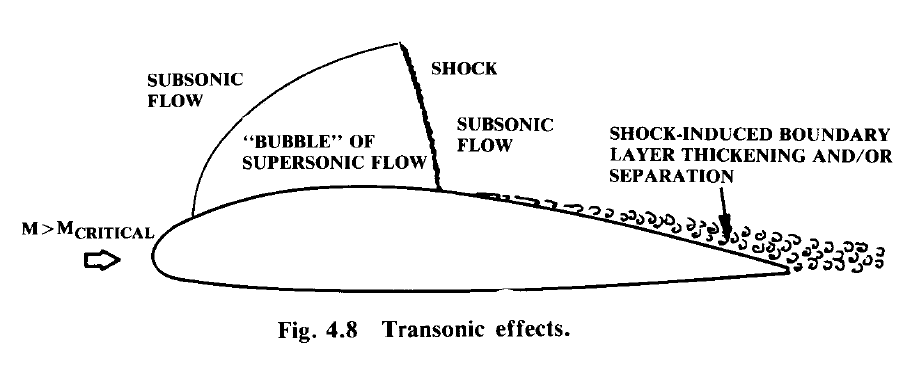 SUBSONIC
FLOW
SHOCK
"BUBBLE" OF
SUPERSONIC FLOW
SUBSONIC
FLOW
SHOCK-INDUCED BOUNDARY
LAYER THICKENING AND/OR
SEPARATION
M>MCRITICAL
Fig. 4.8 Transonic effects.